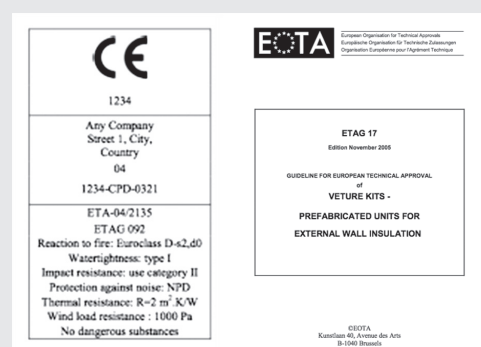 CE
1234
Any Company
Street 1, City,
Country
04
1234-CPD-0321
ETA-04/2135
ETAG 092
Reaction to fire: Euroclass D-s2,d0
Watertightness: type I
Impact resistance: use category II
Protection against noise: NPD
Thermal resistance: R=2 m².K/W
Wind load resistance : 1000 Pa
No dangerous substances
EOTA
European Organisation for Technical Approvals
Europäische Organisation für Technische Zulassungen
Organisation Européenne pour l'Agrément Technique
ETAG 17
Edition November 2005
GUIDELINE FOR EUROPEAN TECHNICAL APPROVAL
of
VETURE KITS -
PREFABRICATED UNITS FOR
EXTERNAL WALL INSULATION
©EOTA
Kunstlaan 40, Avenue des Arts
B-1040 Brussels